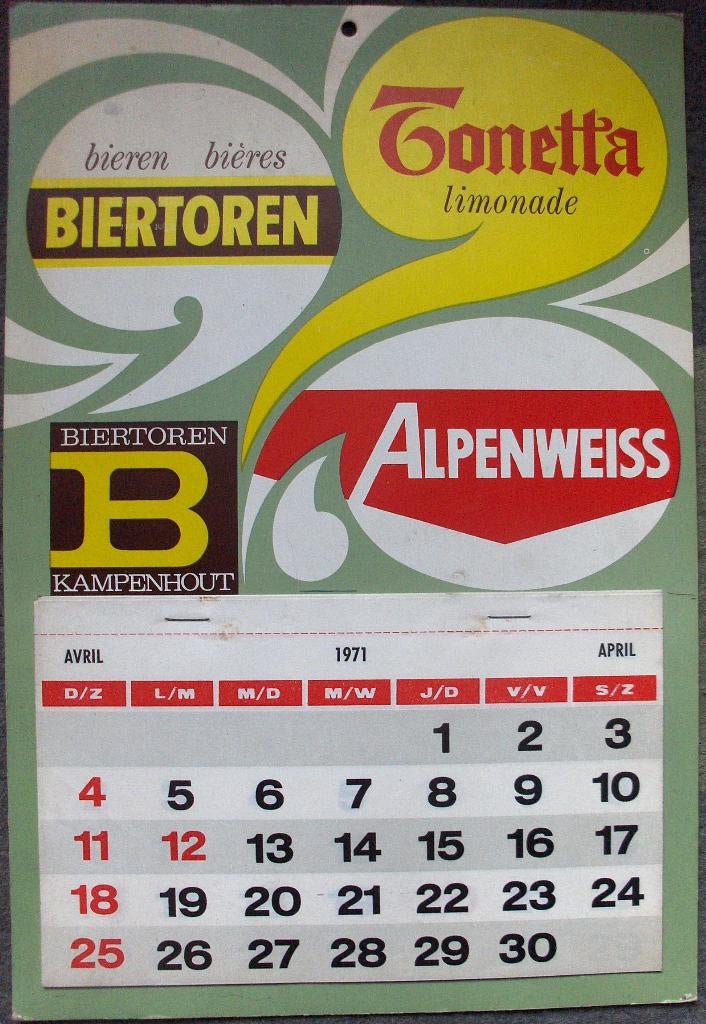 bieren bières
BIERTOREN
Tonetta
limonade
ALPENWEISS
BIERTOREN
B
KAMPENHOUT
AVRIL 1971 APRIL
D/Z L/M M/D M/W J/D V/V S/Z
1 2 3
4 5 6 7 8 9 10
11 12 13 14 15 16 17
18 19 20 21 22 23 24
25 26 27 28 29 30